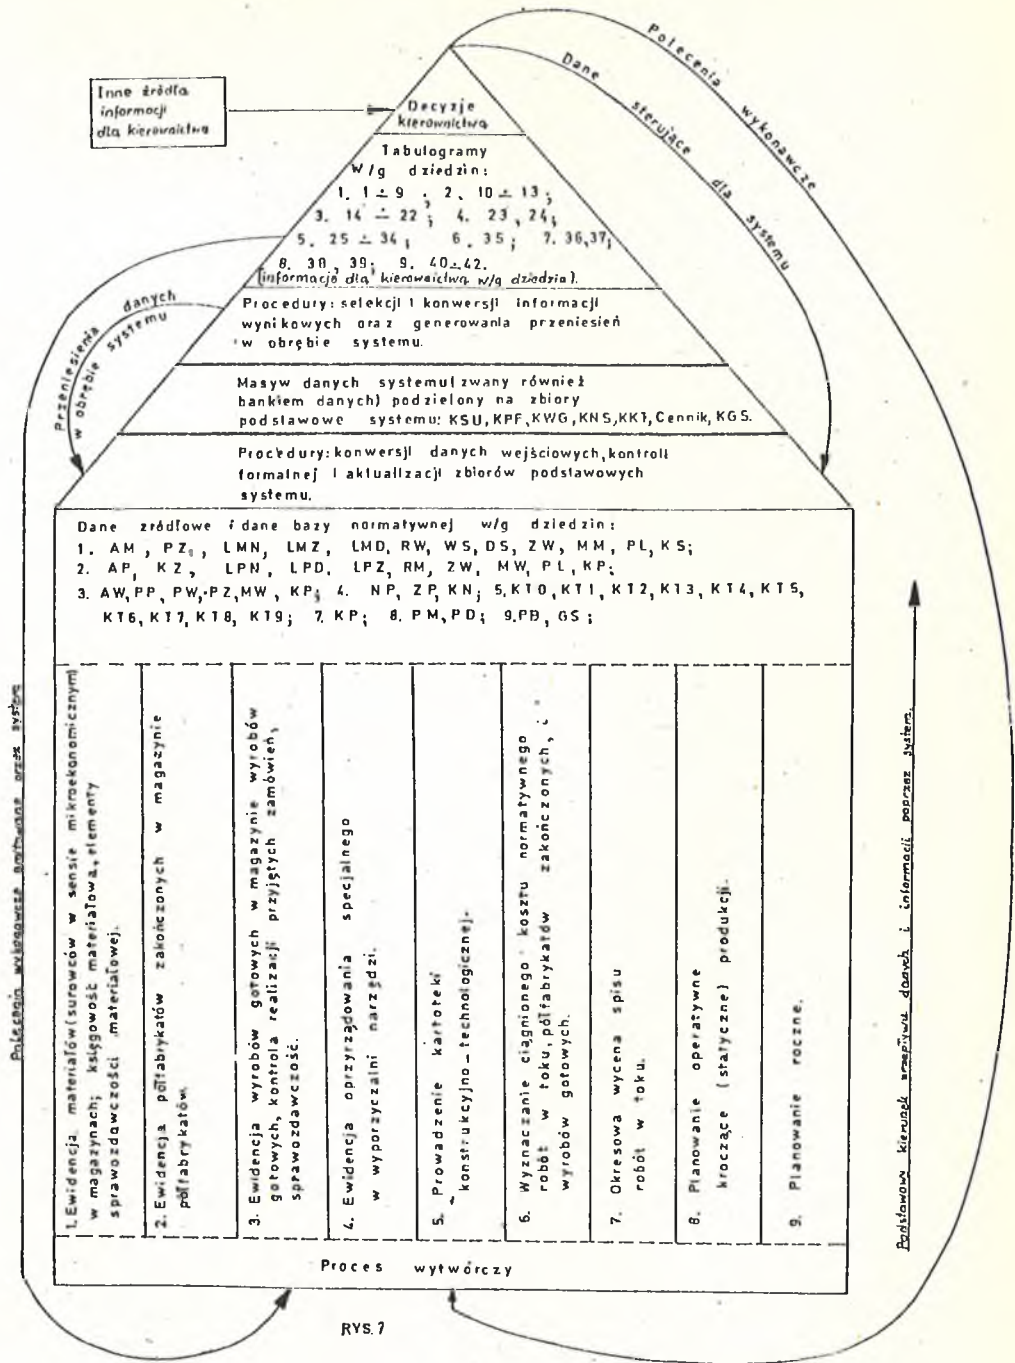 Inne źródła
informacji
dla kierownictwa
Decyzje
kierownictwa
Polecenia wykonawcze
Dane sterujące dla systemu
Przeniesienia danych
w obrębie systemu
Tabulogramy
w/g dziedzin:
1. 1÷9 ; 2. 10÷13;
3. 14÷22; 4. 23, 24;
5. 25÷34; 6. 35; 7. 36,37;
8. 38, 39; 9. 40÷42.
(informacje dla kierownictwa w/g dziedzin).
Procedury: selekcji i konwersji informacji
wynikowych oraz generowania przeniesień
w obrębie systemu.
Masyw danych systemu(zwany również
bankiem danych) podzielony na zbiory
podstawowe systemu: KSU, KPF, KWG, KNS, KKT, Cennik, KGS.
Procedury: konwersji danych wejściowych, kontroli
formalnej i aktualizacji zbiorów podstawowych
systemu.
Dane zródłowe i dane bazy normatywnej w/g dziedzin:
1. AM, PZ, LMN, LMZ, LMD, RW, WS, DS, ZW, MM, PL, KS;
2. AP, KZ, LPN, LPD, LPZ, RM, ZW, MW, PL, KP;
3. AW, PP, PW, PZ, MW, KP; 4. NP, ZP, KN; 5. KT0, KT1, KT2, KT3, KT4, KT5,
KT6, KT7, KT8, KT9; 7. KP; 8. PM, PD; 9. PB, GS;
1. Ewidencja materiałów(surowców w sensie mikroekonomicznym)
w magazynach; księgowość materiałowa, elementy
sprawozdawczości materiałowej.
2. Ewidencja półfabrykatów zakończonych w magazynie
półfabrykatów.
3. Ewidencja wyrobów gotowych w magazynie wyrobów
gotowych, kontrola realizacji przyjętych zamówień,
sprawozdawczość.
4. Ewidencja oprzyrządowania specjalnego
w wyporzyczalni narzędzi.
5. Prowadzenie kartoteki
konstrukcyjno-technologicznej.
6. Wyznaczanie ciągnionego kosztu normatywnego
robót w toku, półfabrykatów zakończonych, i
wyrobów gotowych.
7. Okresowa wycena spisu
robót w toku.
8. Planowanie operatywne
kroczące (statyczne) produkcji.
9. Planowanie roczne.
Proces wytwórczy
Polecenia wykonawcze emitowane przez system
Podstawowy kierunek przepływu danych i informacji poprzez system.
RYS. 7